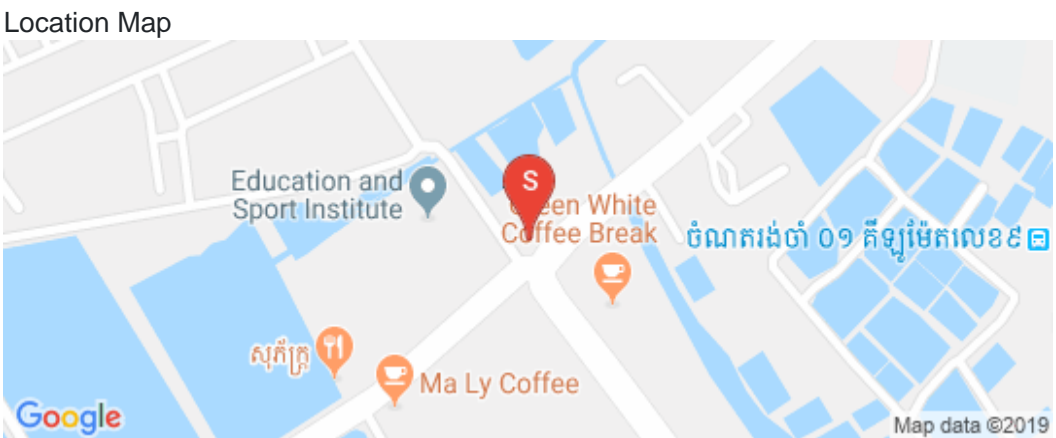 Location Map
Education and
Sport Institute
S
Green White
Coffee Break
ចំណតរង់ចាំ ០១ គីឡូម៉ែតលេខ៩
សុភ័ក្រ្ត
Ma Ly Coffee
Google
Map data ©2019